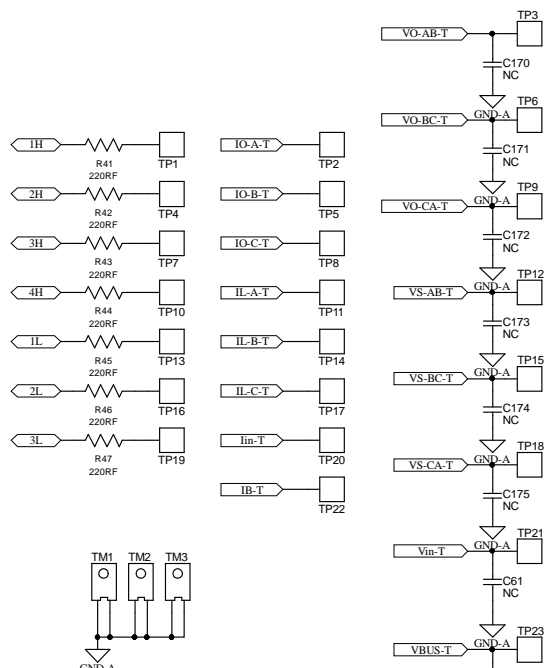 TP3
VO-AB-T
C170
NC
GND-A
TP6
VO-BC-T
C171
NC
GND-A
TP9
VO-CA-T
C172
NC
GND-A
TP12
VS-AB-T
C173
NC
GND-A
TP15
VS-BC-T
C174
NC
GND-A
TP18
VS-CA-T
C175
NC
GND-A
TP21
Vin-T
C61
NC
GND-A
TP23
VBUS-T
1H
R41
220RF
TP1
2H
R42
220RF
TP4
3H
R43
220RF
TP7
4H
R44
220RF
TP10
1L
R45
220RF
TP13
2L
R46
220RF
TP16
3L
R47
220RF
TP19
IO-A-T
TP2
IO-B-T
TP5
IO-C-T
TP8
IL-A-T
TP11
IL-B-T
TP14
IL-C-T
TP17
Iin-T
TP20
IB-T
TP22
TM1 TM2 TM3
GND-A